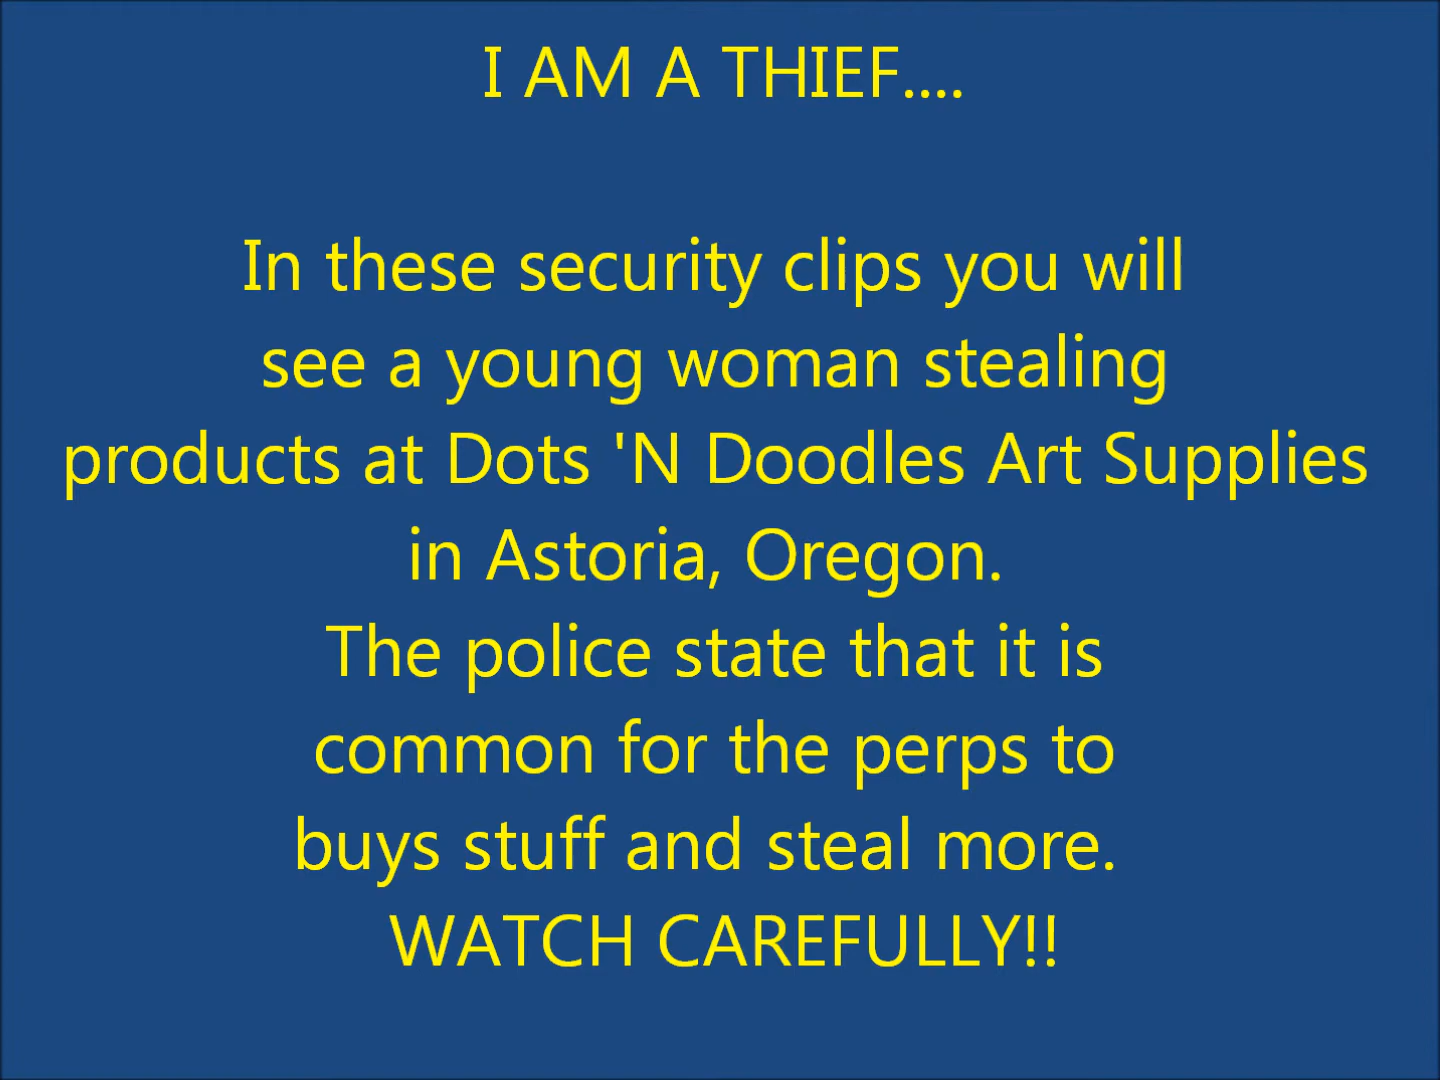 I AM A THIEF....
In these security clips you will
see a young woman stealing
products at Dots 'N Doodles Art Supplies
in Astoria, Oregon.
The police state that it is
common for the perps to
buys stuff and steal more.
WATCH CAREFULLY!!